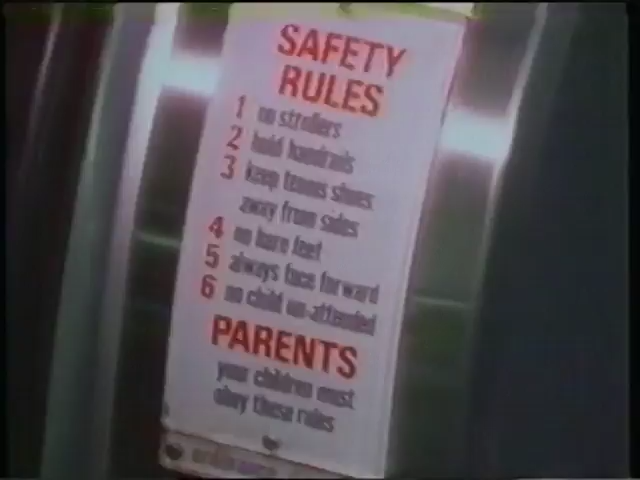 SAFETY
RULES
1 no strollers
2 hold handrails
3 keep tennis shoes
away from sides
4 no bare feet
5 always face forward
6 no child un-attended
PARENTS
your children must
obey these rules